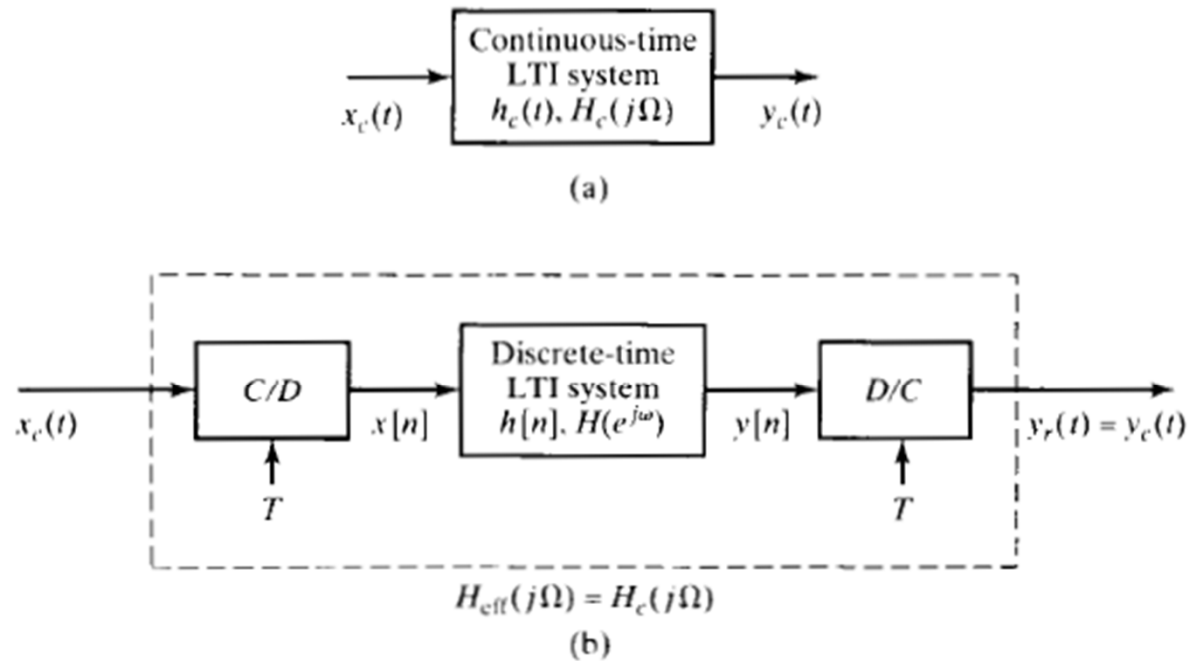 Continuous-time
LTI system
h_c(t), H_c(jΩ)
x_c(t)
y_c(t)
(a)
C/D
Discrete-time
LTI system
h[n], H(e^{jω})
D/C
x_c(t)
x[n]
y[n]
y_r(t) = y_c(t)
T
T
H_eff(jΩ) = H_c(jΩ)
(b)